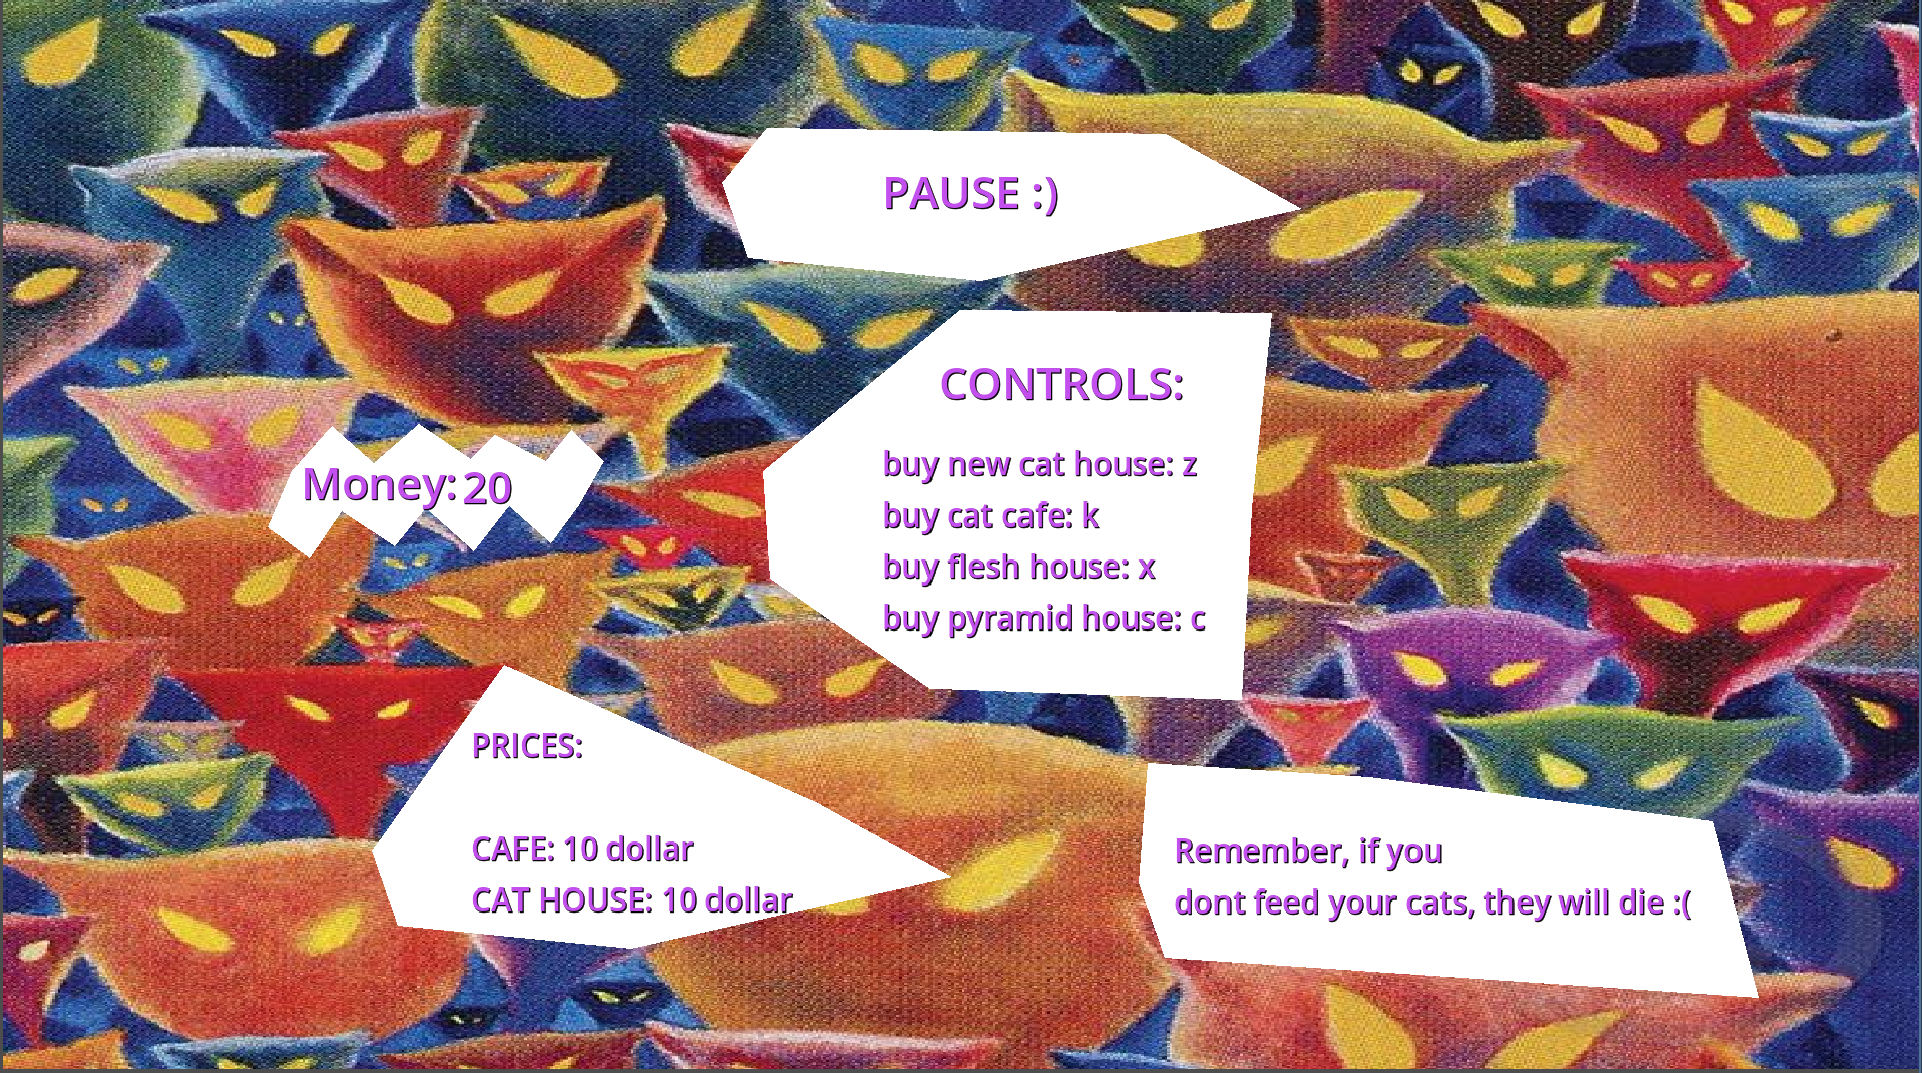 PAUSE :)
CONTROLS:
buy new cat house: z
buy cat cafe: k
buy flesh house: x
buy pyramid house: c
Money: 20
PRICES:
CAFE: 10 dollar
CAT HOUSE: 10 dollar
Remember, if you
dont feed your cats, they will die :(